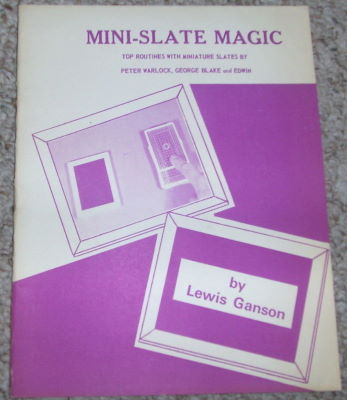 MINI-SLATE MAGIC
TOP ROUTINES WITH MINIATURE SLATES BY
PETER WARLOCK, GEORGE BLAKE and EDWIN
by
Lewis Ganson